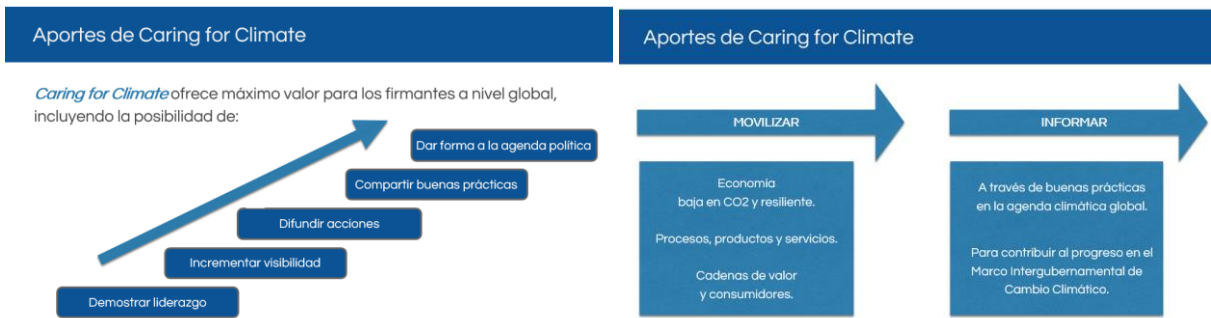 Aportes de Caring for Climate
Caring for Climate ofrece máximo valor para los firmantes a nivel global,
incluyendo la posibilidad de:
Dar forma a la agenda política
Compartir buenas prácticas
Difundir acciones
Incrementar visibilidad
Demostrar liderazgo
Aportes de Caring for Climate
MOVILIZAR
Economía
baja en CO2 y resiliente.
Procesos, productos y servicios.
Cadenas de valor
y consumidores.
INFORMAR
A través de buenas prácticas
en la agenda climática global.
Para contribuir al progreso en el
Marco Intergubernamental de
Cambio Climático.